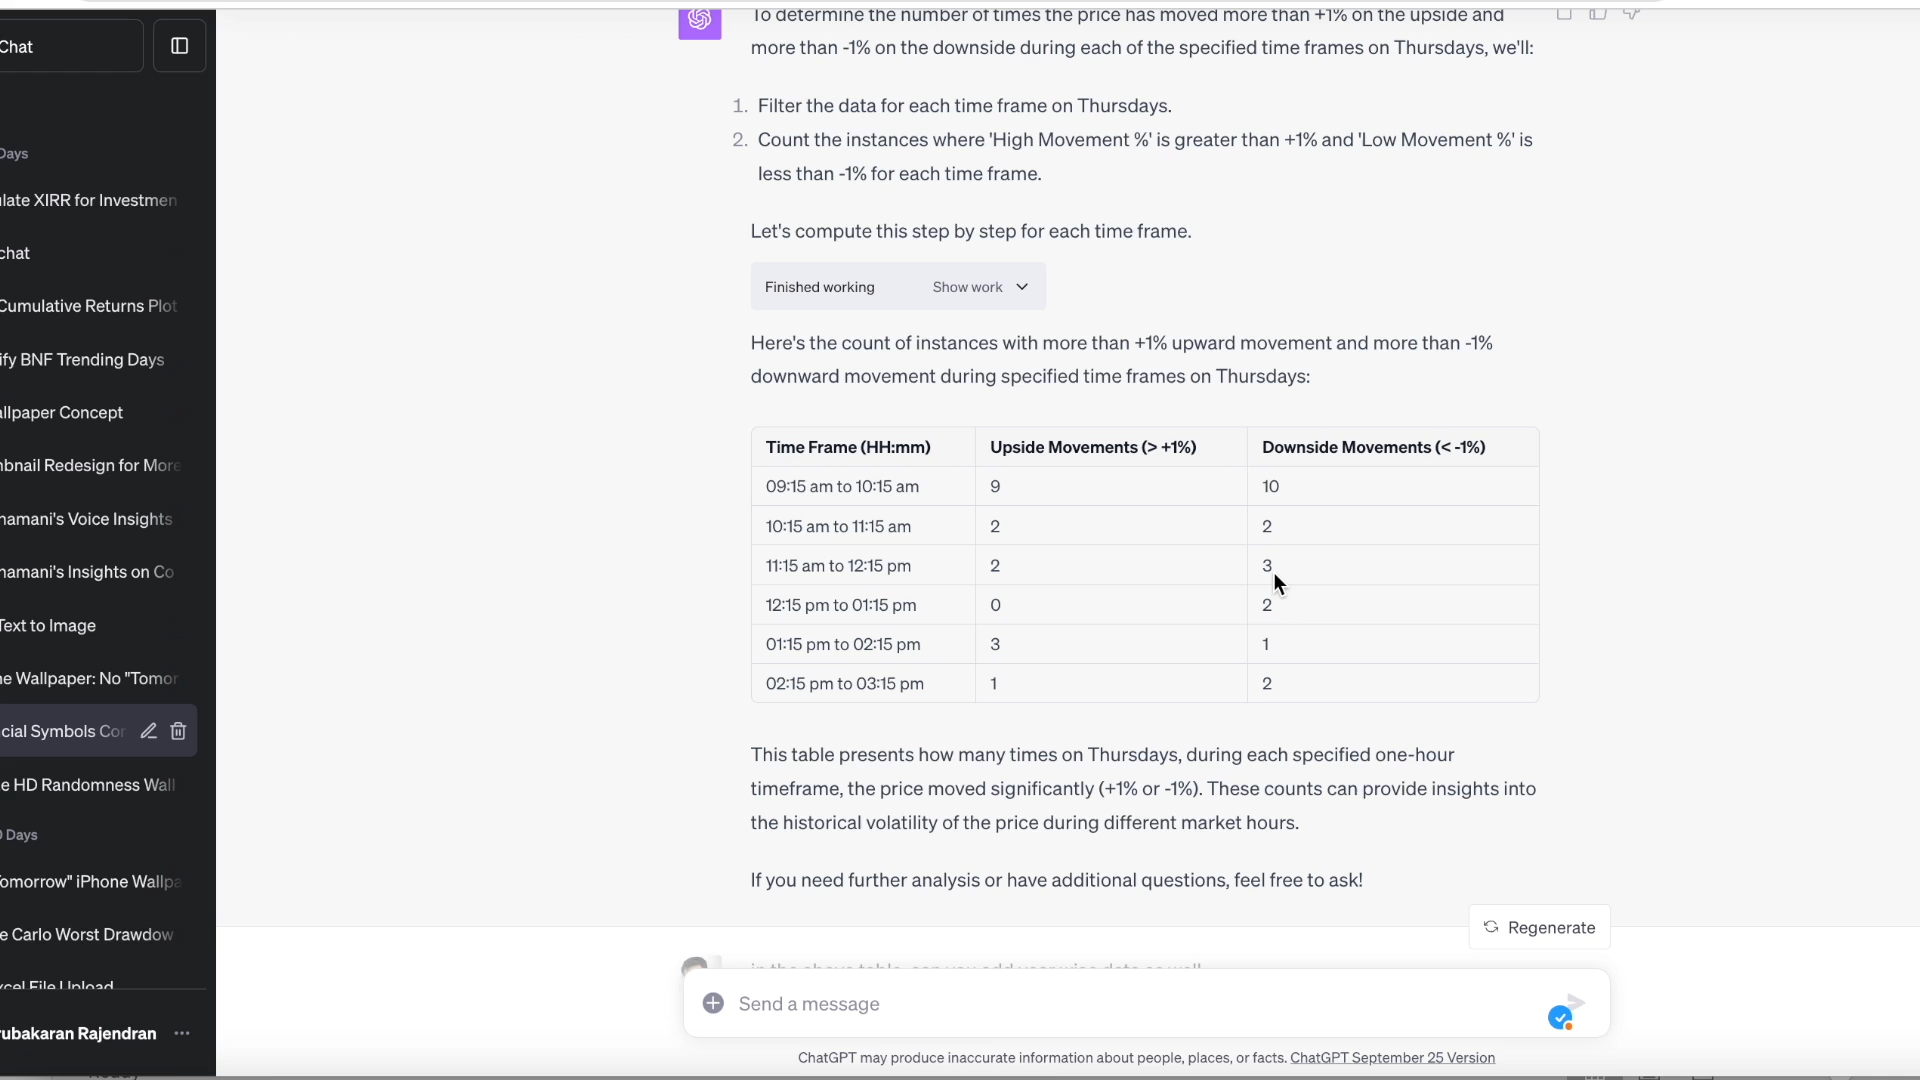 To determine the number of times the price has moved more than +1% on the upside and
more than -1% on the downside during each of the specified time frames on Thursdays, we'll:
1. Filter the data for each time frame on Thursdays.
2. Count the instances where 'High Movement %' is greater than +1% and 'Low Movement %' is
less than -1% for each time frame.
Let's compute this step by step for each time frame.
Finished working Show work
Here's the count of instances with more than +1% upward movement and more than -1%
downward movement during specified time frames on Thursdays:
Time Frame (HH:mm) Upside Movements (> +1%) Downside Movements (< -1%)
09:15 am to 10:15 am 9 10
10:15 am to 11:15 am 2 2
11:15 am to 12:15 pm 2 3
12:15 pm to 01:15 pm 0 2
01:15 pm to 02:15 pm 3 1
02:15 pm to 03:15 pm 1 2
This table presents how many times on Thursdays, during each specified one-hour
timeframe, the price moved significantly (+1% or -1%). These counts can provide insights into
the historical volatility of the price during different market hours.
If you need further analysis or have additional questions, feel free to ask!
Regenerate
Send a message
ChatGPT may produce inaccurate information about people, places, or facts. ChatGPT September 25 Version
Chat
Days
late XIRR for Investmen
chat
Cumulative Returns Plot
ify BNF Trending Days
allpaper Concept
nbnail Redesign for More
namani's Voice Insights
namani's Insights on Co
Text to Image
ne Wallpaper: No "Tomor
cial Symbols Cor
e HD Randomness Wall
Days
omorrow" iPhone Wallpa
e Carlo Worst Drawdow
xcel File Upload
rubakaran Rajendran